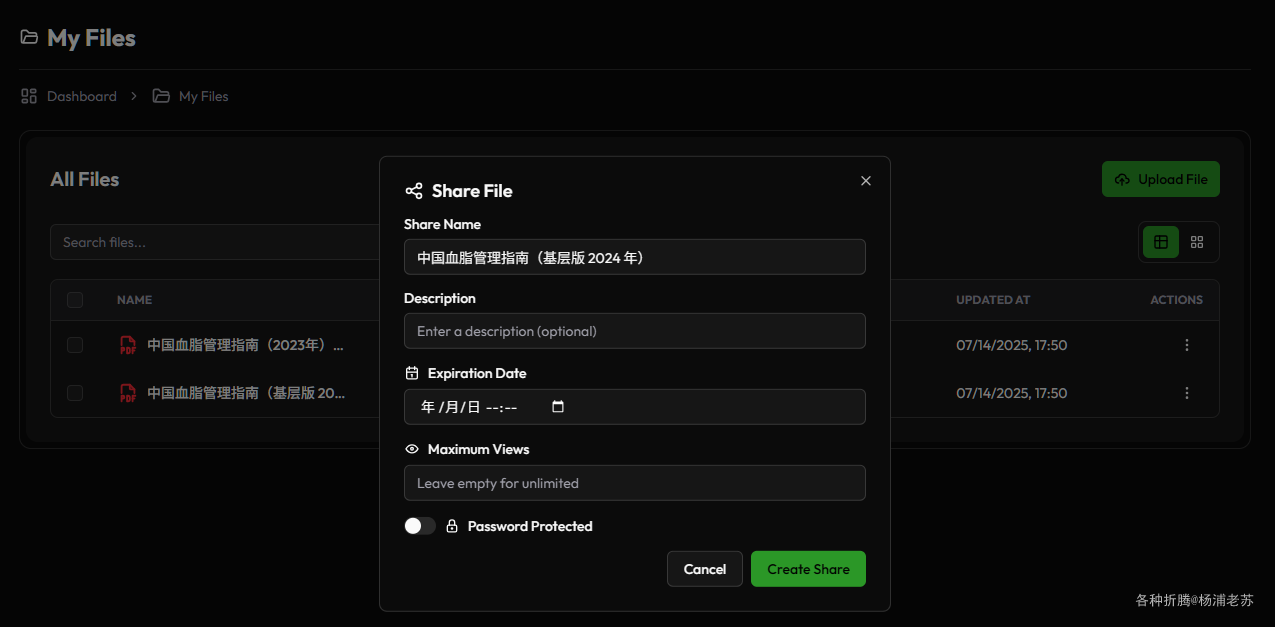 My Files
Dashboard > My Files
All Files
Upload File
Search files...
NAME
UPDATED AT
ACTIONS
PDF 中国血脂管理指南（2023年）...
07/14/2025, 17:50
PDF 中国血脂管理指南（基层版 20...
07/14/2025, 17:50
Share File
Share Name
中国血脂管理指南（基层版 2024 年）
Description
Enter a description (optional)
Expiration Date
年 /月/日 --:--
Maximum Views
Leave empty for unlimited
Password Protected
Cancel
Create Share
各种折腾@杨浦老苏